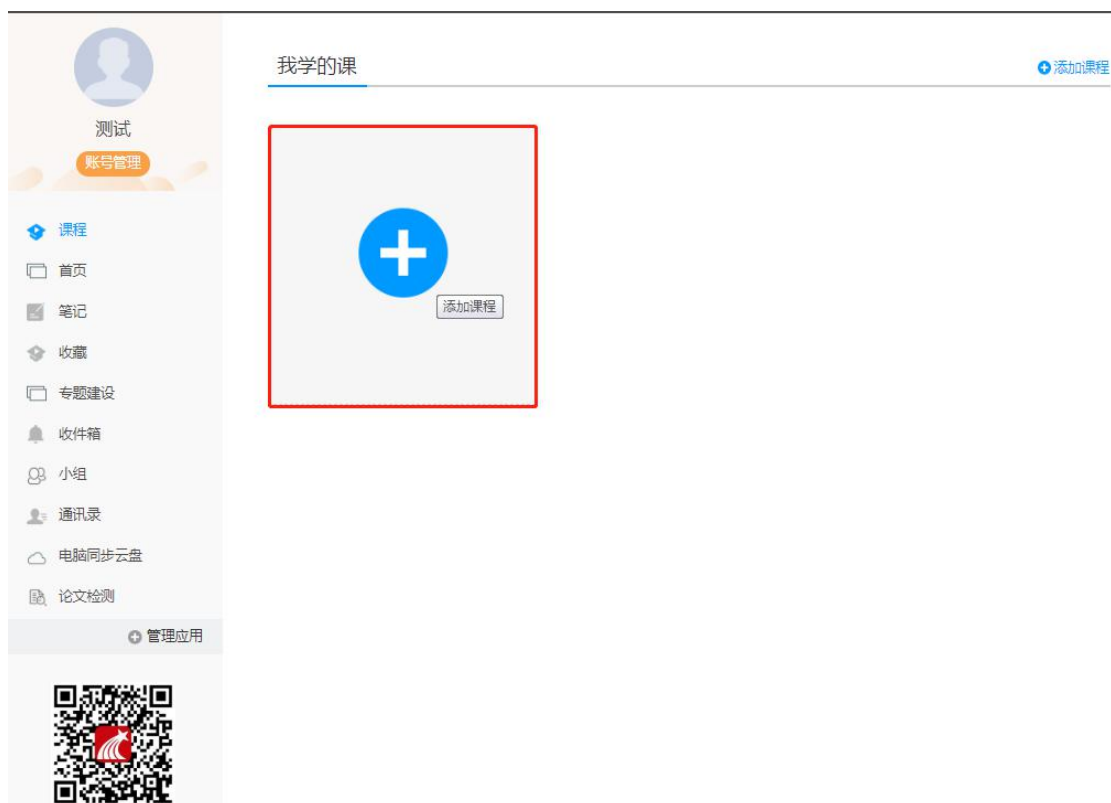 我学的课
添加课程
测试
账号管理
添加课程
课程
首页
笔记
收藏
专题建设
收件箱
小组
通讯录
电脑同步云盘
论文检测
管理应用